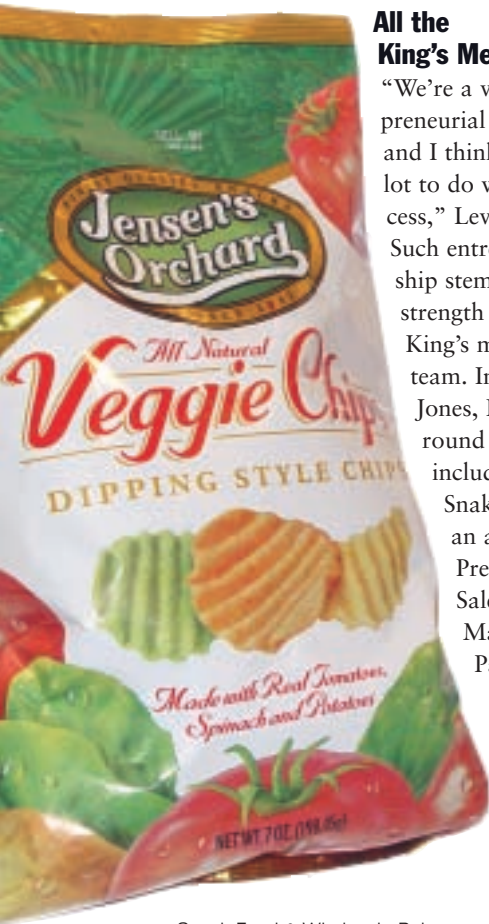 All the
King's Me
"We're a v
preneurial
and I think
lot to do w
cess," Lev
Such entre
ship stem
strength
King's m
team. In
Jones, I
round
includ
Snak
an a
Pre
Sale
Ma
Pa
Jensen's
Orchard
All Natural
Veggie Chips
DIPPING STYLE CHIPS
Made with Real Tomatoes,
Spinach and Potatoes
NET WT. 7 OZ.